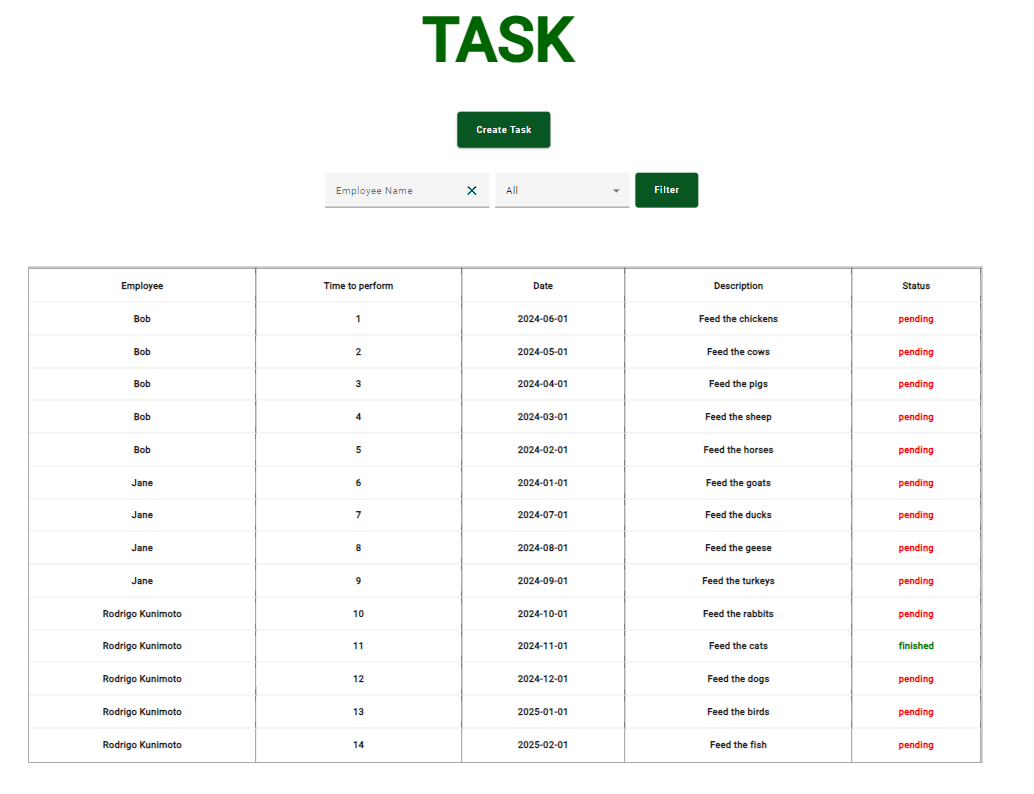 TASK
Create Task
Employee Name All Filter
Employee Time to perform Date Description Status
Bob 1 2024-06-01 Feed the chickens pending
Bob 2 2024-05-01 Feed the cows pending
Bob 3 2024-04-01 Feed the pigs pending
Bob 4 2024-03-01 Feed the sheep pending
Bob 5 2024-02-01 Feed the horses pending
Jane 6 2024-01-01 Feed the goats pending
Jane 7 2024-07-01 Feed the ducks pending
Jane 8 2024-08-01 Feed the geese pending
Jane 9 2024-09-01 Feed the turkeys pending
Rodrigo Kunimoto 10 2024-10-01 Feed the rabbits pending
Rodrigo Kunimoto 11 2024-11-01 Feed the cats finished
Rodrigo Kunimoto 12 2024-12-01 Feed the dogs pending
Rodrigo Kunimoto 13 2025-01-01 Feed the birds pending
Rodrigo Kunimoto 14 2025-02-01 Feed the fish pending